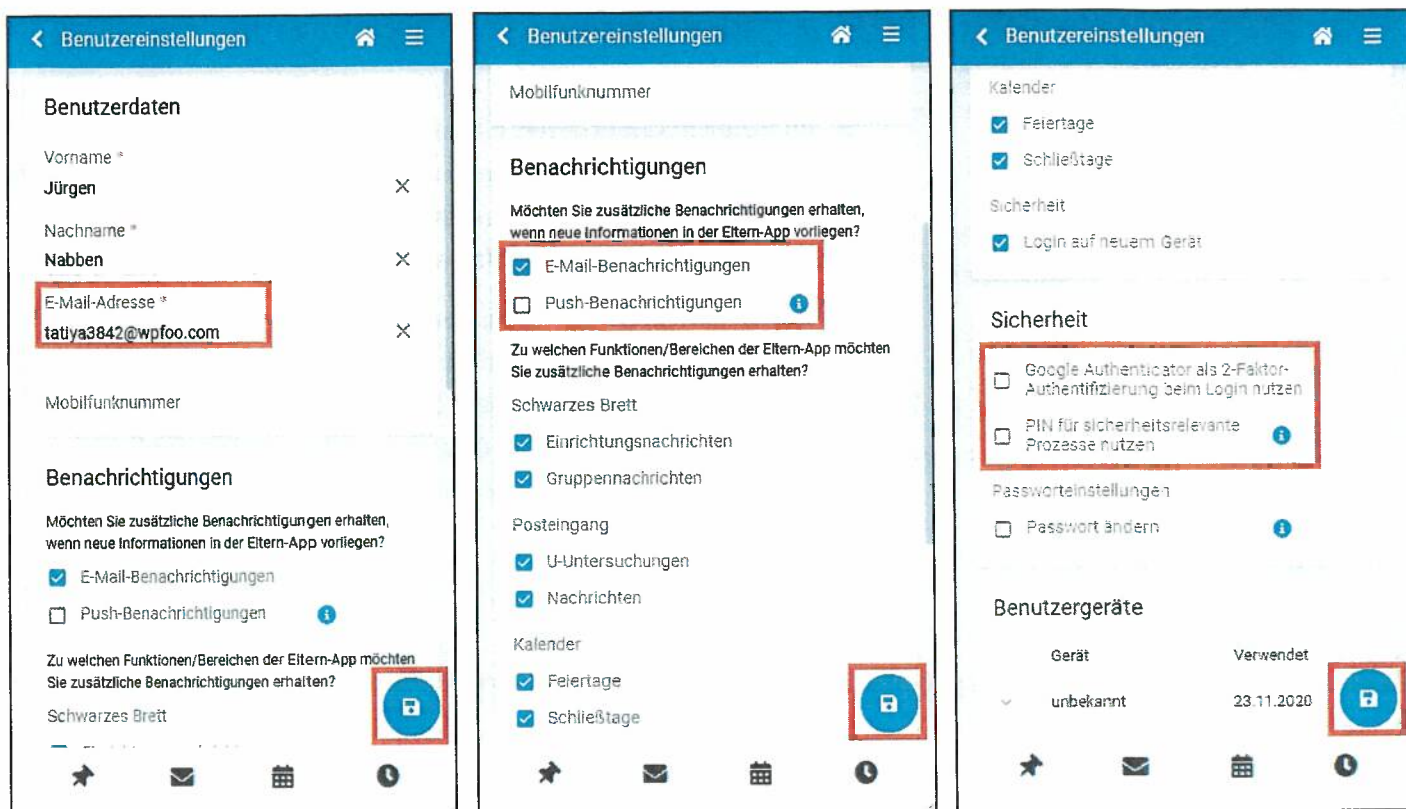 Benutzereinstellungen
Benutzerdaten
Vorname *
Jürgen
Nachname *
Nabben
E-Mail-Adresse *
tatiya3842@wpfoo.com
Mobilfunknummer
Benachrichtigungen
Möchten Sie zusätzliche Benachrichtigungen erhalten,
wenn neue Informationen in der Eltern-App vorliegen?
E-Mail-Benachrichtigungen
Push-Benachrichtigungen
Zu welchen Funktionen/Bereichen der Eltern-App möchten
Sie zusätzliche Benachrichtigungen erhalten?
Schwarzes Brett
Benutzereinstellungen
Mobilfunknummer
Benachrichtigungen
Möchten Sie zusätzliche Benachrichtigungen erhalten,
wenn neue Informationen in der Eltern-App vorliegen?
E-Mail-Benachrichtigungen
Push-Benachrichtigungen
Zu welchen Funktionen/Bereichen der Eltern-App möchten
Sie zusätzliche Benachrichtigungen erhalten?
Schwarzes Brett
Einrichtungsnachrichten
Gruppennachrichten
Posteingang
U-Untersuchungen
Nachrichten
Kalender
Feiertage
Schließtage
Benutzereinstellungen
Kalender
Feiertage
Schließtage
Sicherheit
Login auf neuem Gerät
Sicherheit
Google Authenticator als 2-Faktor-
Authentifizierung beim Login nutzen
PIN für sicherheitsrelevante
Prozesse nutzen
Passworteinstellungen
Passwort ändern
Benutzergeräte
Gerät Verwendet
unbekannt 23.11.2020